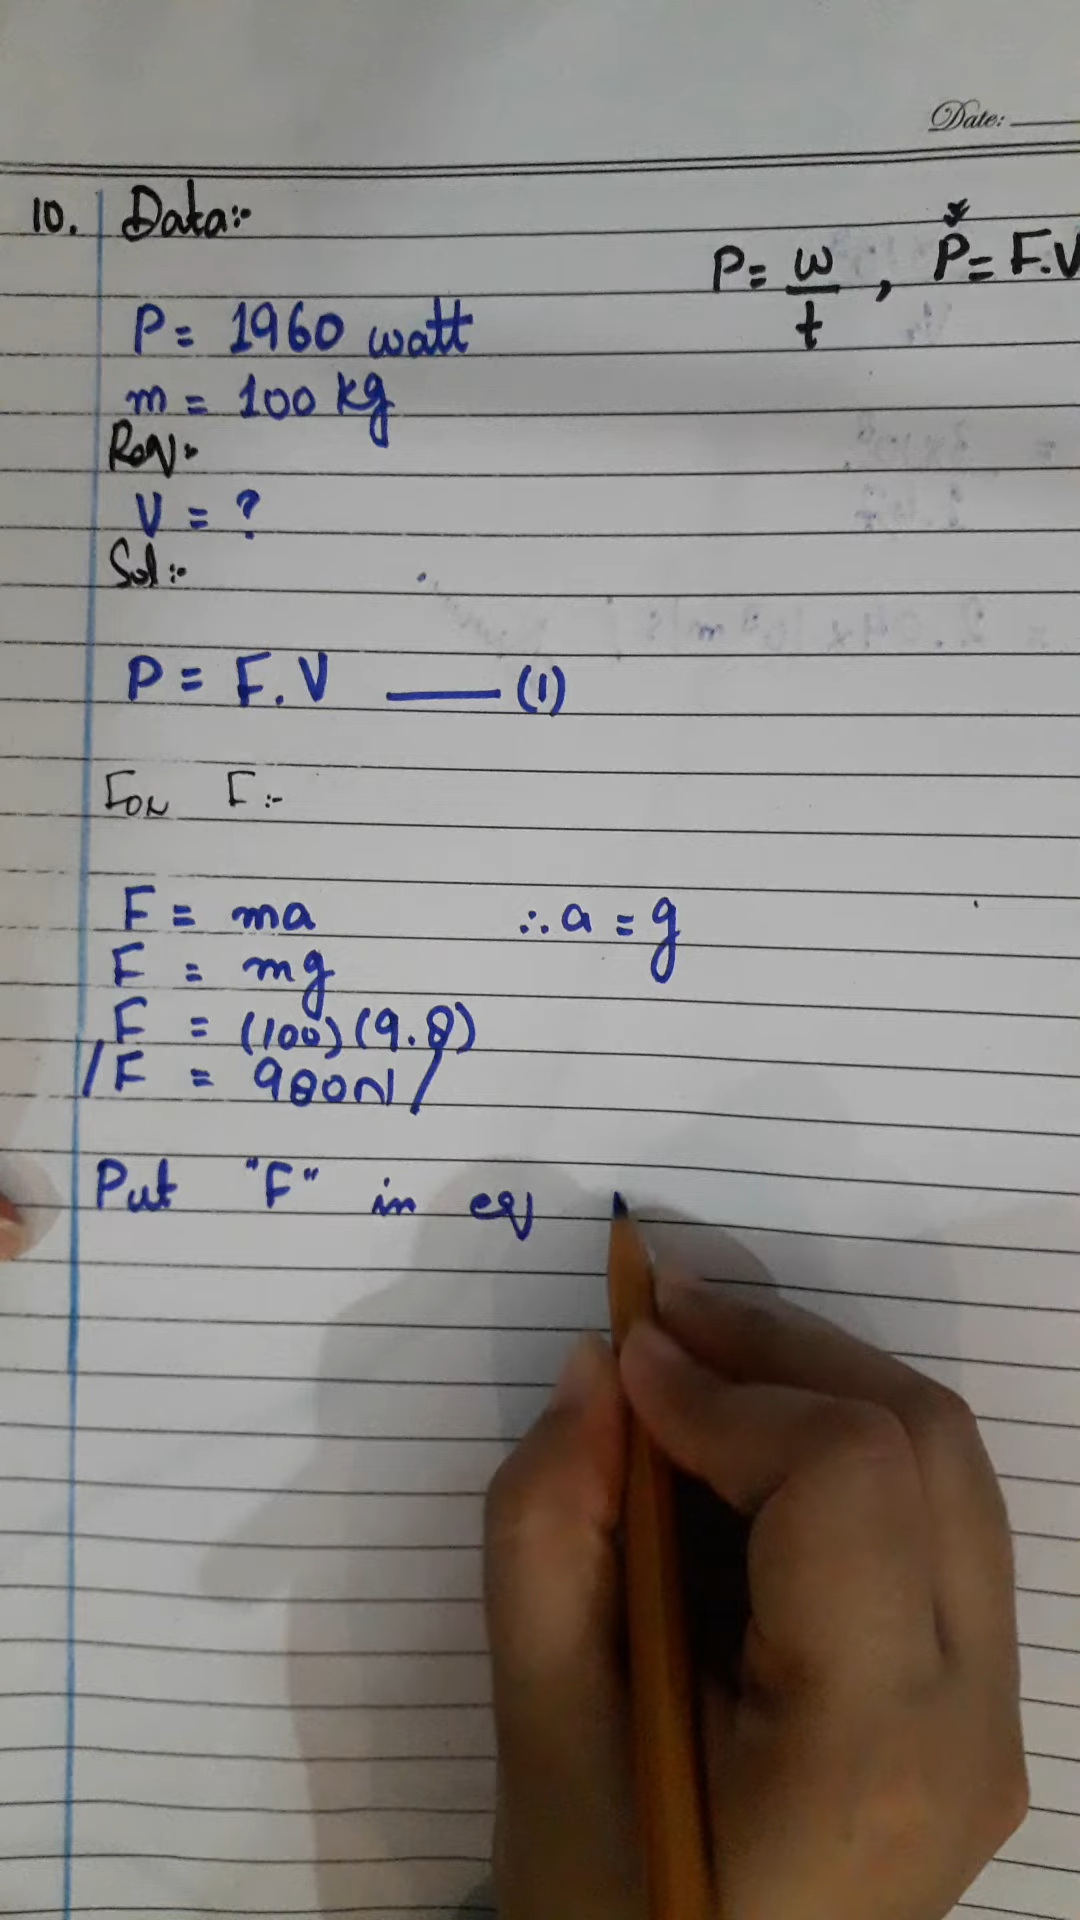 Date:
10. Data:-
P = w/t , P = F.V
P = 1960 watt
m = 100 kg
Req:-
V = ?
Sol:-
P = F.V —— (1)
For F:-
F = ma ∴ a = g
F = mg
F = (100)(9.8)
/F = 980N/
Put "F" in eq